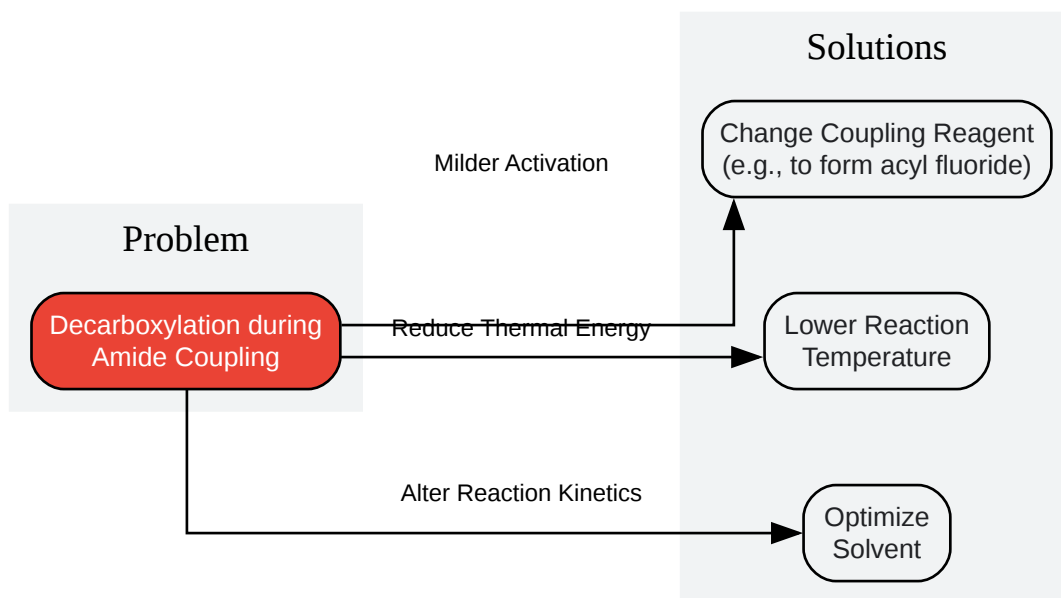 Solutions
Change Coupling Reagent
(e.g., to form acyl fluoride)
Milder Activation
Problem
Decarboxylation during
Amide Coupling
Reduce Thermal Energy
Lower Reaction
Temperature
Alter Reaction Kinetics
Optimize
Solvent